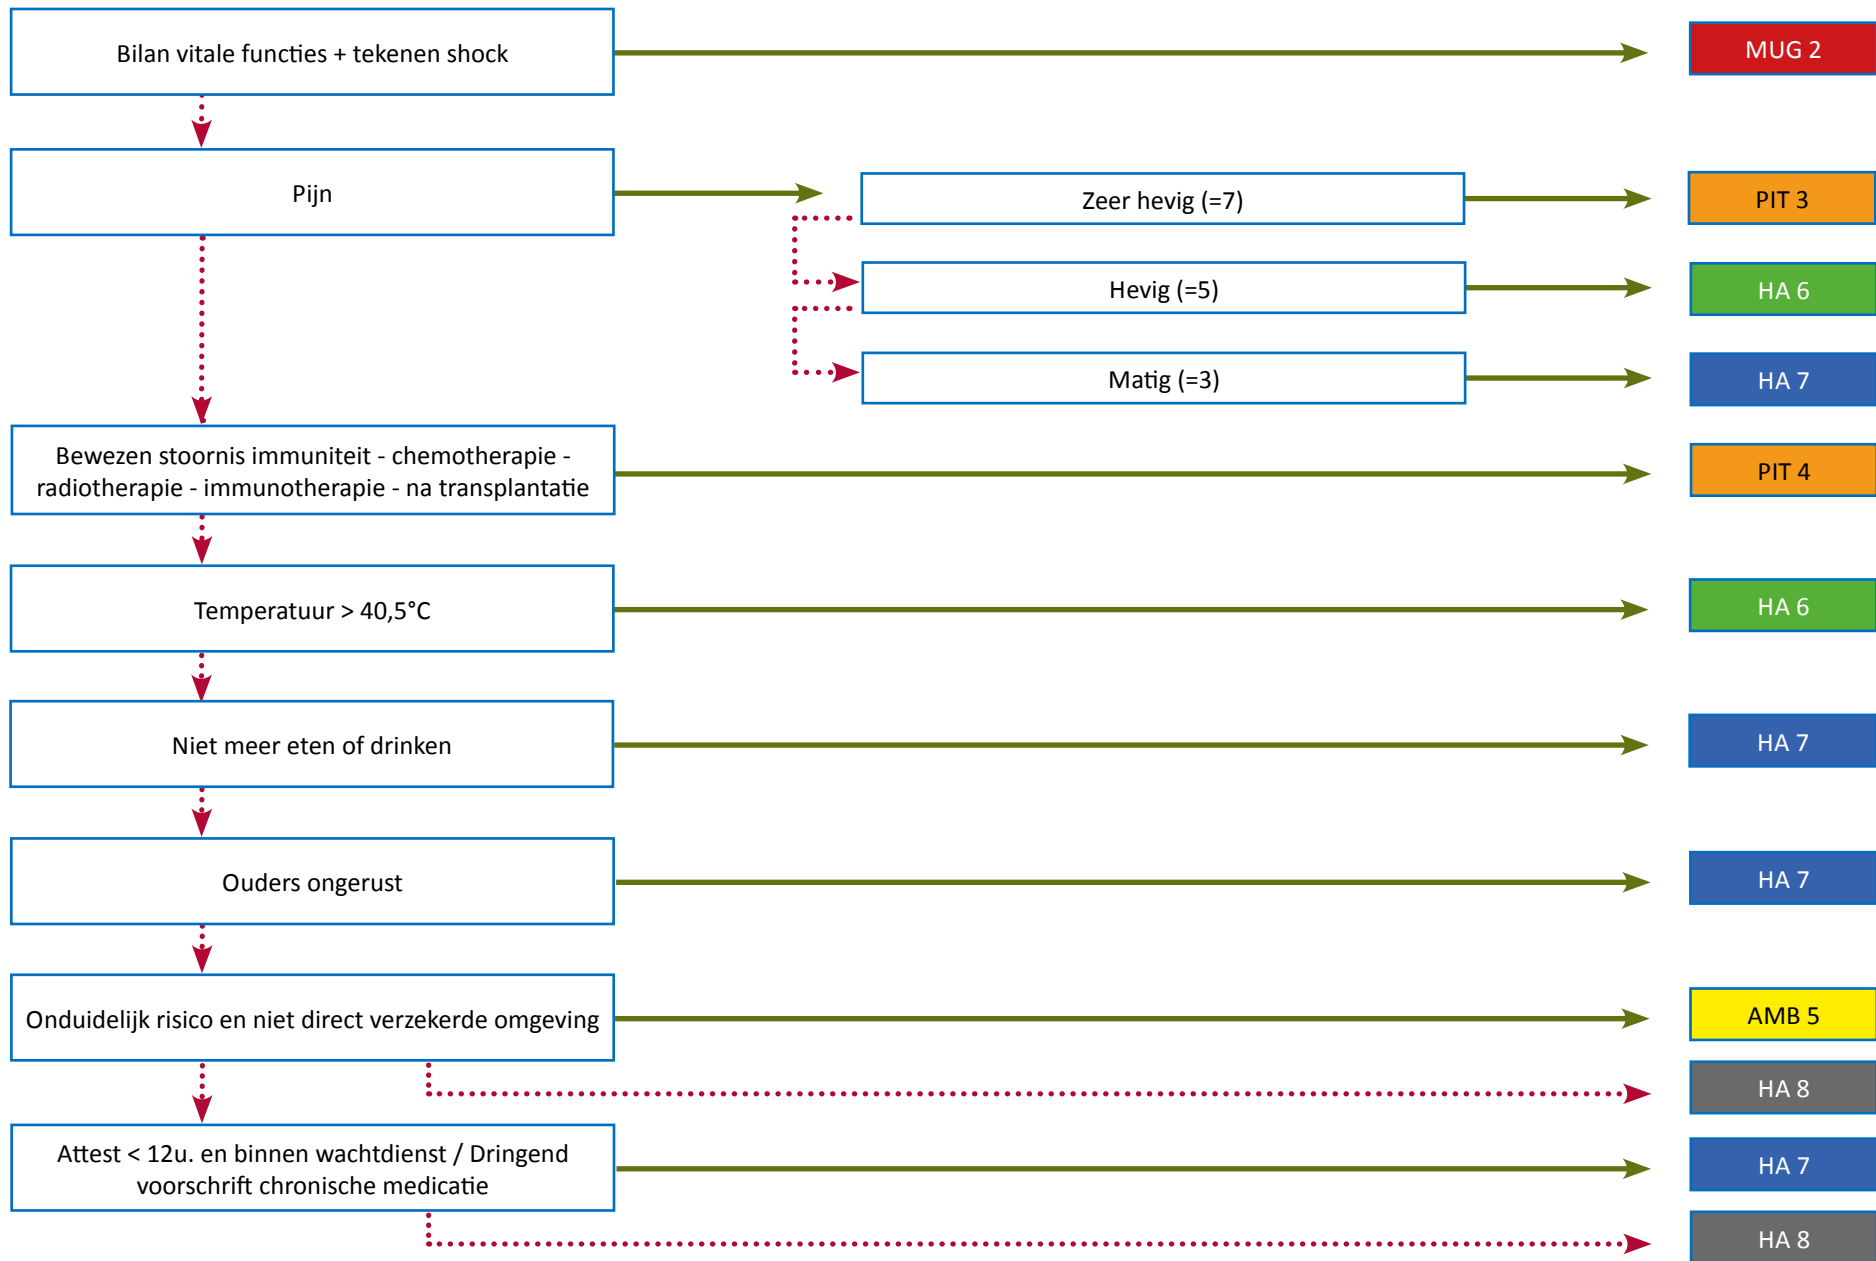 Bilan vitale functies + tekenen shock
MUG 2
Pijn
Zeer hevig (=7)
PIT 3
Hevig (=5)
HA 6
Matig (=3)
HA 7
Bewezen stoornis immuniteit - chemotherapie -
radiotherapie - immunotherapie - na transplantatie
PIT 4
Temperatuur > 40,5°C
HA 6
Niet meer eten of drinken
HA 7
Ouders ongerust
HA 7
Onduidelijk risico en niet direct verzekerde omgeving
AMB 5
HA 8
Attest < 12u. en binnen wachtdienst / Dringend
voorschrift chronische medicatie
HA 7
HA 8